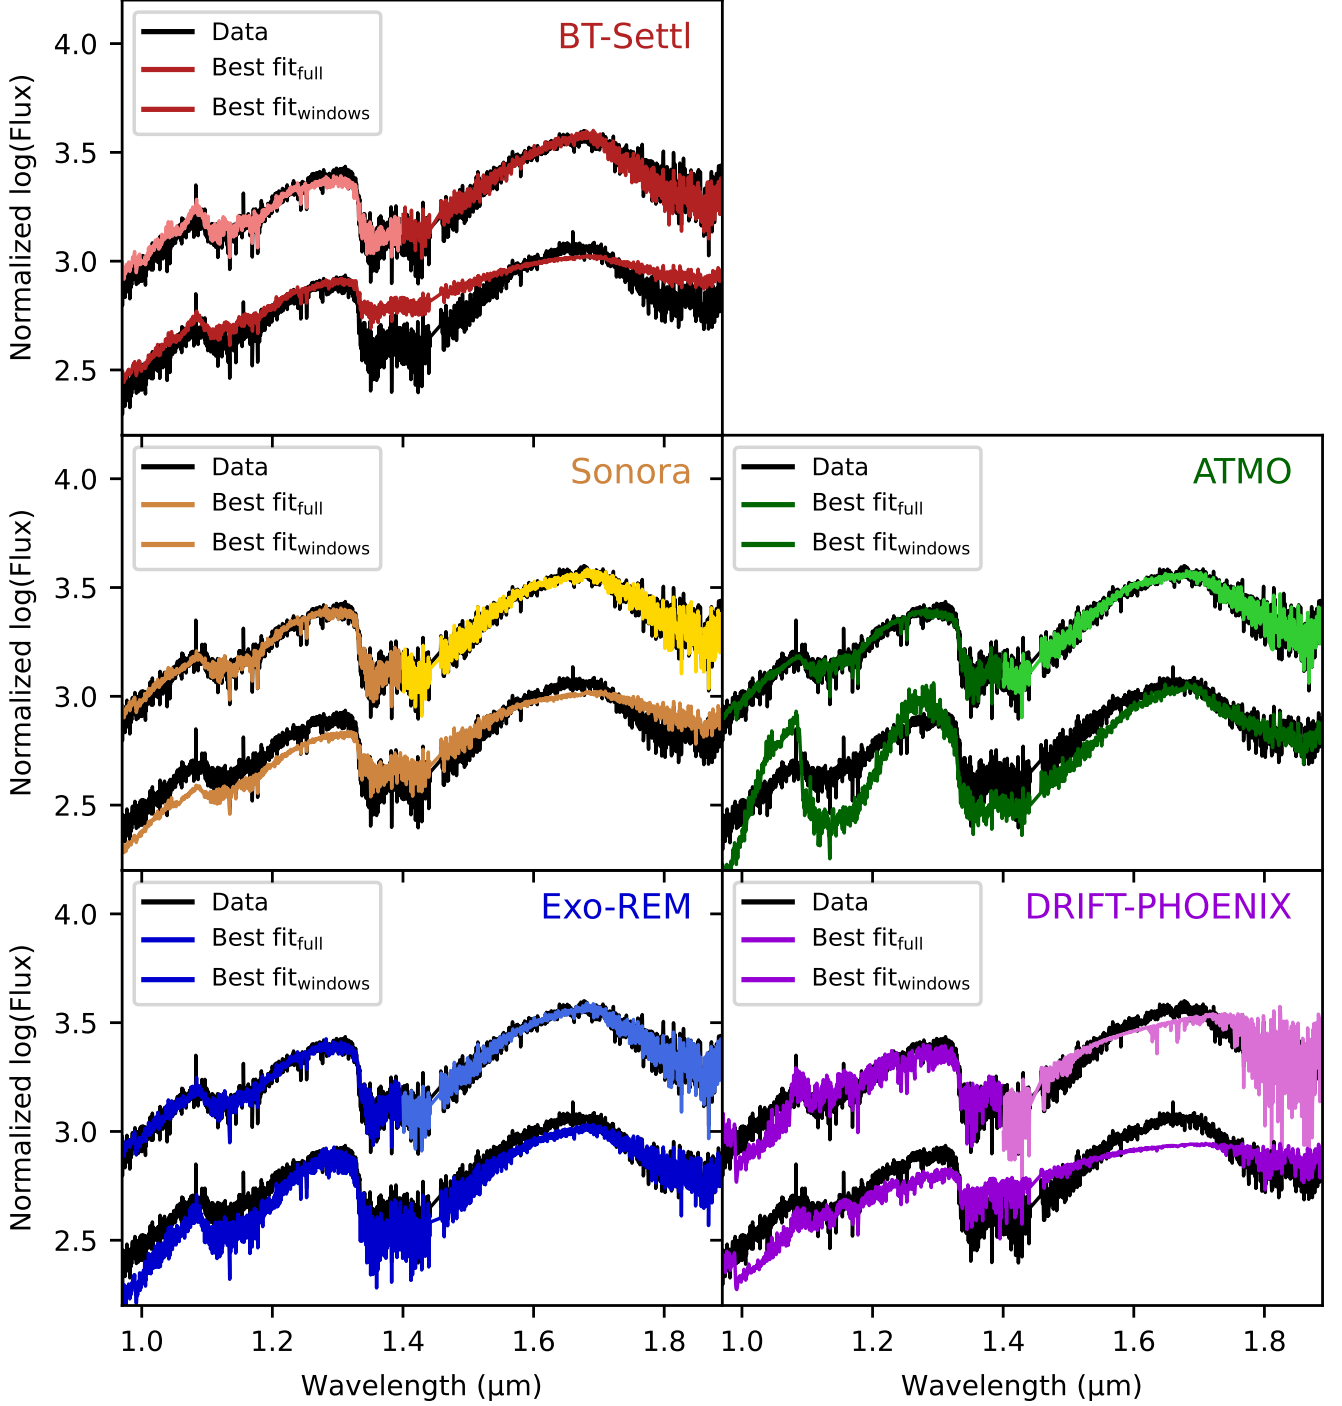 BT-Settl
Data
Best fit_full
Best fit_windows
Normalized log(Flux)
4.0
3.5
3.0
2.5
Sonora
Data
Best fit_full
Best fit_windows
Normalized log(Flux)
4.0
3.5
3.0
2.5
ATMO
Data
Best fit_full
Best fit_windows
Exo-REM
Data
Best fit_full
Best fit_windows
Normalized log(Flux)
4.0
3.5
3.0
2.5
1.0 1.2 1.4 1.6 1.8
Wavelength (μm)
DRIFT-PHOENIX
Data
Best fit_full
Best fit_windows
1.0 1.2 1.4 1.6 1.8
Wavelength (μm)